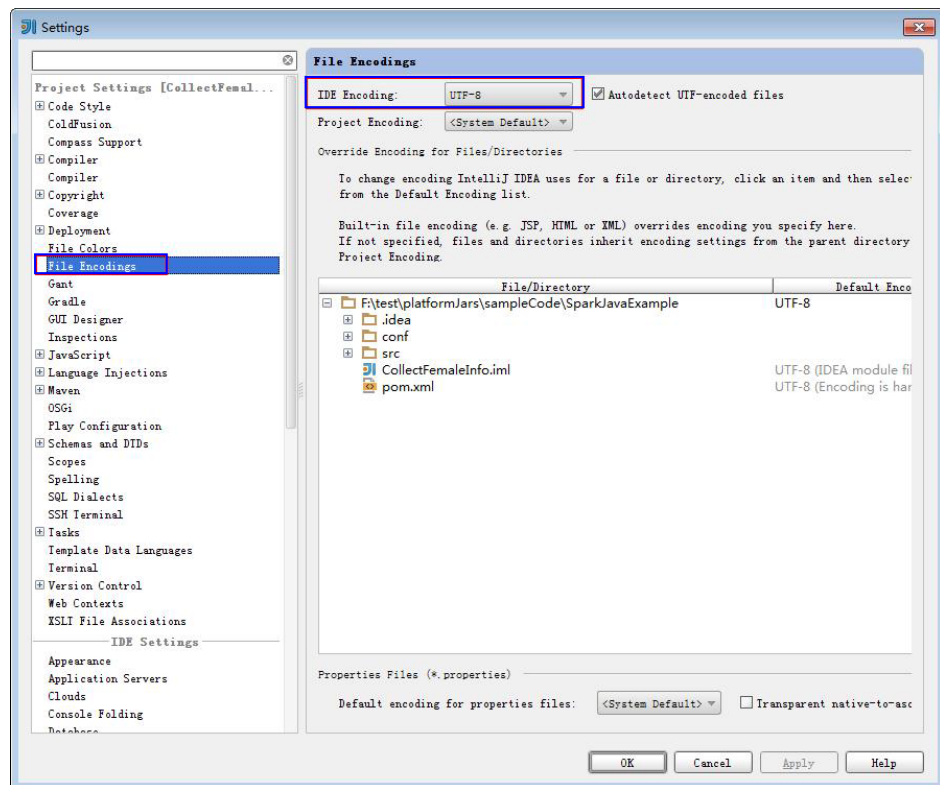 Settings
Project Settings [CollectFemal...
Code Style
ColdFusion
Compass Support
Compiler
Compiler
Copyright
Coverage
Deployment
File Colors
File Encodings
Gant
Gradle
GUI Designer
Inspections
JavaScript
Language Injections
Maven
OSGi
Play Configuration
Schemas and DTDs
Scopes
Spelling
SQL Dialects
SSH Terminal
Tasks
Template Data Languages
Terminal
Version Control
Web Contexts
XSLT File Associations
IDE Settings
Appearance
Application Servers
Clouds
Console Folding
Database
File Encodings
IDE Encoding: UTF-8 Autodetect UTF-encoded files
Project Encoding: <System Default>
Override Encoding for Files/Directories
To change encoding IntelliJ IDEA uses for a file or directory, click an item and then selec
from the Default Encoding list.
Built-in file encoding (e.g. JSP, HTML or XML) overrides encoding you specify here.
If not specified, files and directories inherit encoding settings from the parent directory
Project Encoding.
File/Directory Default Enco
F:\test\platformJars\sampleCode\SparkJavaExample UTF-8
.idea
conf
src
CollectFemaleInfo.iml UTF-8 (IDEA module fil
pom.xml UTF-8 (Encoding is har
Properties Files (*.properties)
Default encoding for properties files: <System Default> Transparent native-to-asc
OK Cancel Apply Help